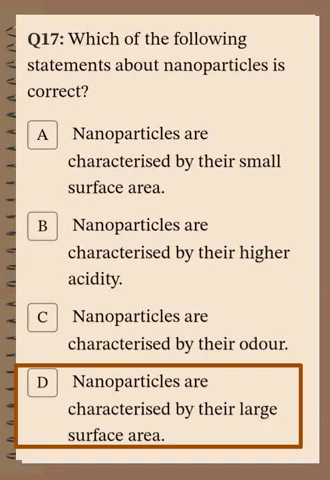 Q17: Which of the following
statements about nanoparticles is
correct?
A Nanoparticles are
characterised by their small
surface area.
B Nanoparticles are
characterised by their higher
acidity.
C Nanoparticles are
characterised by their odour.
D Nanoparticles are
characterised by their large
surface area.